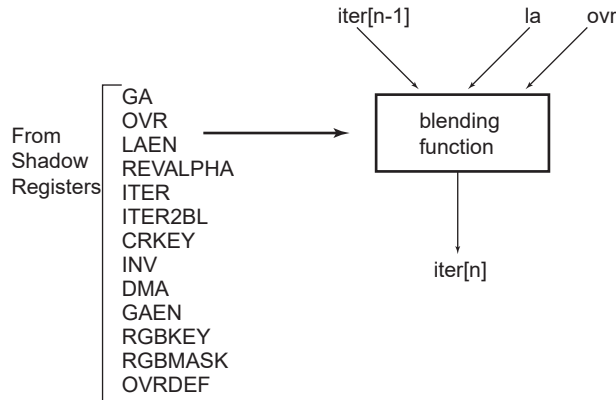 iter[n-1]
la
ovr
From
Shadow
Registers
GA
OVR
LAEN
REVALPHA
ITER
ITER2BL
CRKEY
INV
DMA
GAEN
RGBKEY
RGBMASK
OVRDEF
blending
function
iter[n]